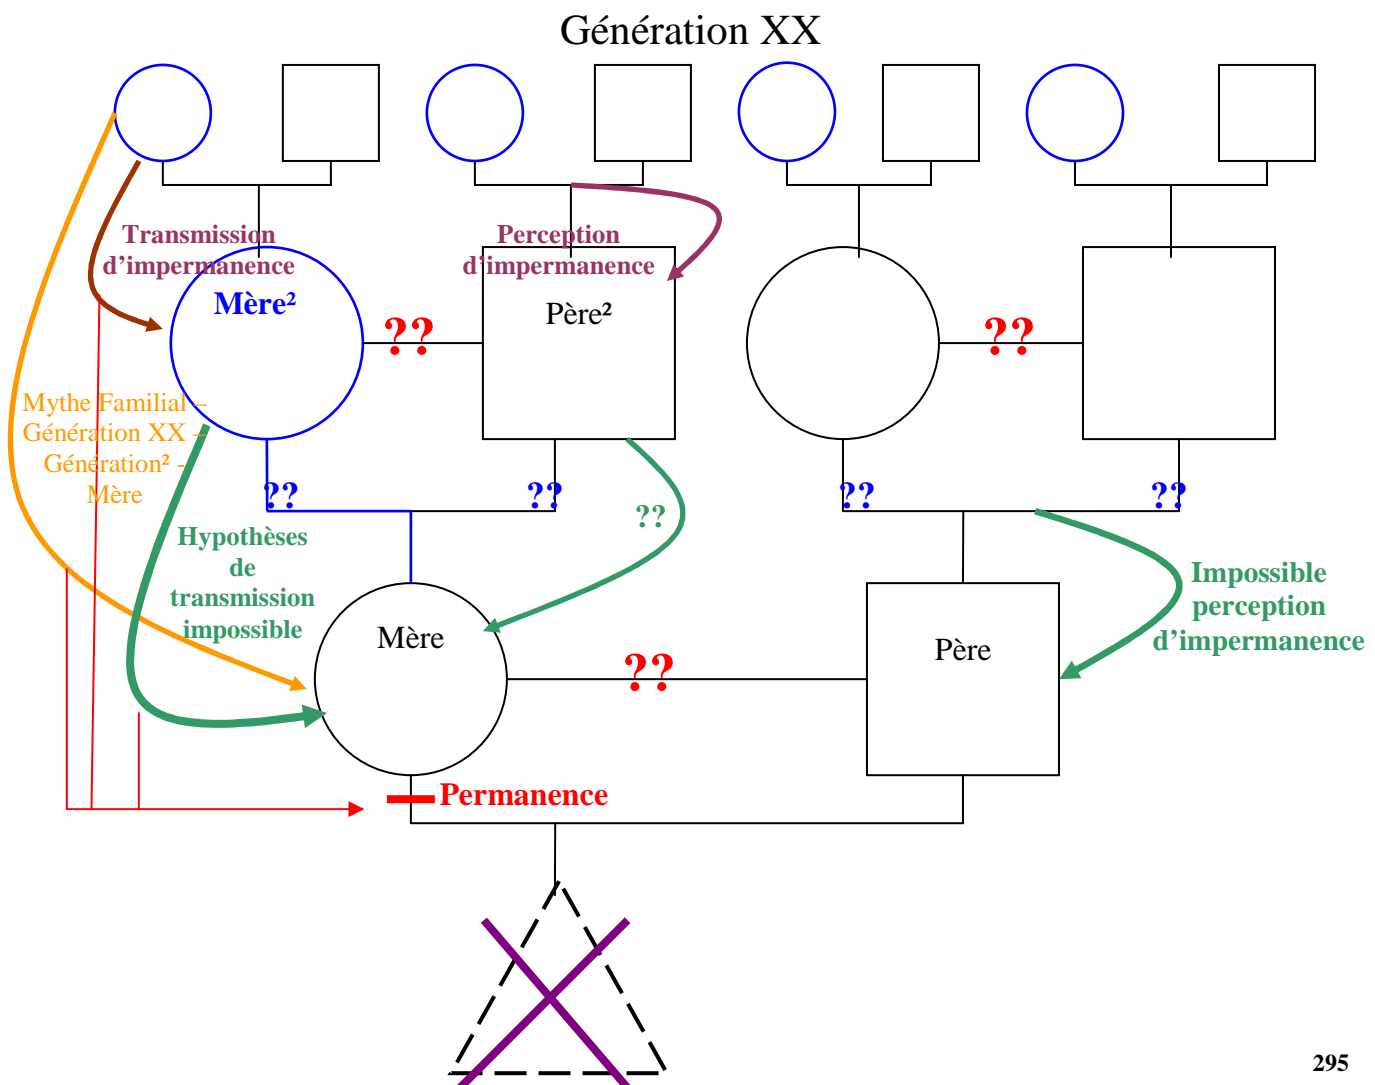 Génération XX
Transmission
d'impermanence
Perception
d'impermanence
Mère²
Père²
??
??
Mythe Familial –
Génération XX –
Génération² -
Mère
??
??
??
??
??
Hypothèses
de
transmission
impossible
Impossible
perception
d'impermanence
Mère
Père
??
Permanence
295